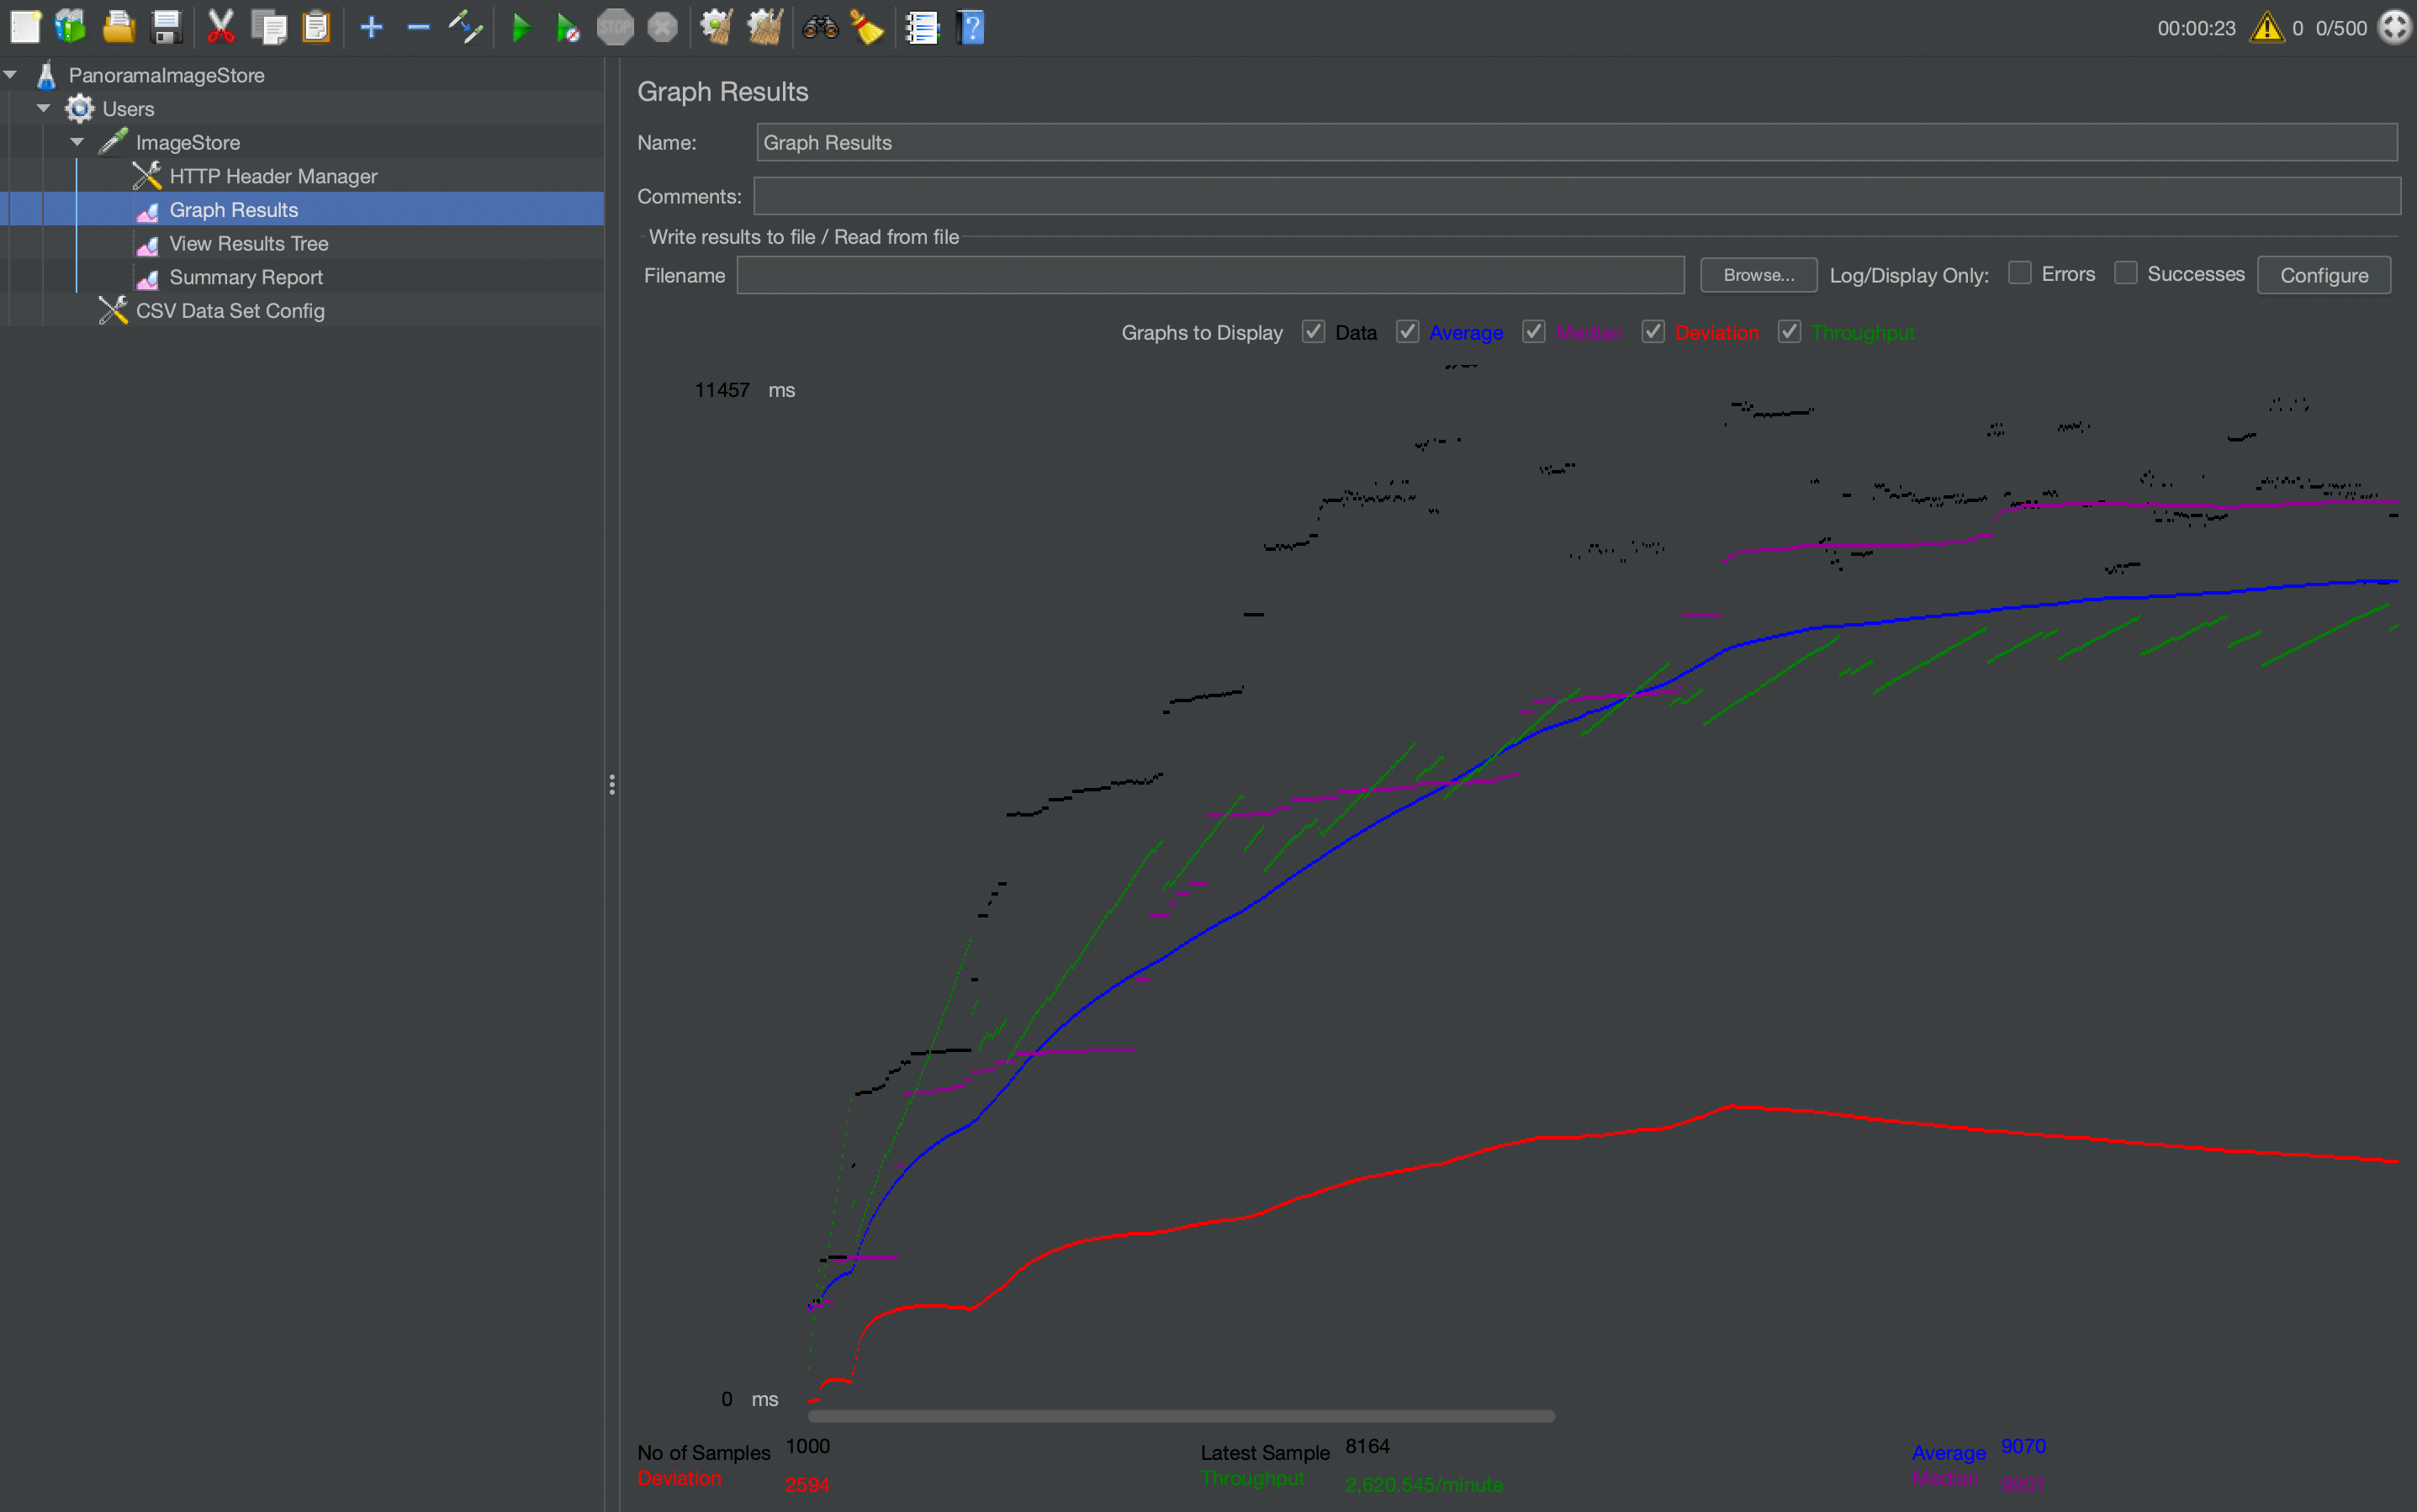 STOP
00:00:23 0 0/500
PanoramaImageStore
Users
ImageStore
HTTP Header Manager
Graph Results
View Results Tree
Summary Report
CSV Data Set Config
Graph Results
Name: Graph Results
Comments:
Write results to file / Read from file
Filename Browse... Log/Display Only: Errors Successes Configure
Graphs to Display Data Average Median Deviation Throughput
11457 ms
0 ms
No of Samples 1000 Latest Sample 8164 Average 9070
Deviation 2594 Throughput 2,620.545/minute Median 9901